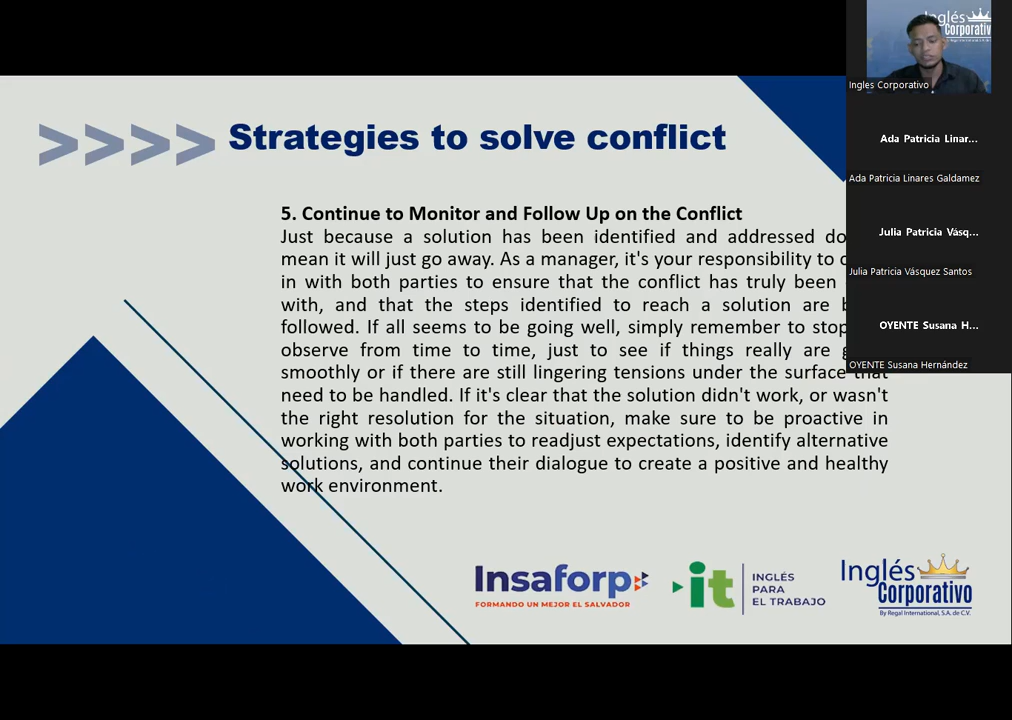 Inglés
Corporativo
Ingles Corporativo
>>>> Strategies to solve conflict
Ada Patricia Linar...
Ada Patricia Linares Galdamez
Julia Patricia Vásq...
Julia Patricia Vásquez Santos
OYENTE Susana H...
OYENTE Susana Hernández
5. Continue to Monitor and Follow Up on the Conflict
Just because a solution has been identified and addressed
mean it will just go away. As a manager, it's your responsibility to
in with both parties to ensure that the conflict has truly been
with, and that the steps identified to reach a solution are
followed. If all seems to be going well, simply remember to stop
observe from time to time, just to see if things really are
smoothly or if there are still lingering tensions under the surface that
need to be handled. If it's clear that the solution didn't work, or wasn't
the right resolution for the situation, make sure to be proactive in
working with both parties to readjust expectations, identify alternative
solutions, and continue their dialogue to create a positive and healthy
work environment.
Insaforp
FORMANDO UN MEJOR EL SALVADOR
it
INGLÉS
PARA
EL TRABAJO
Inglés
Corporativo
By Regal International, S.A. de C.V.